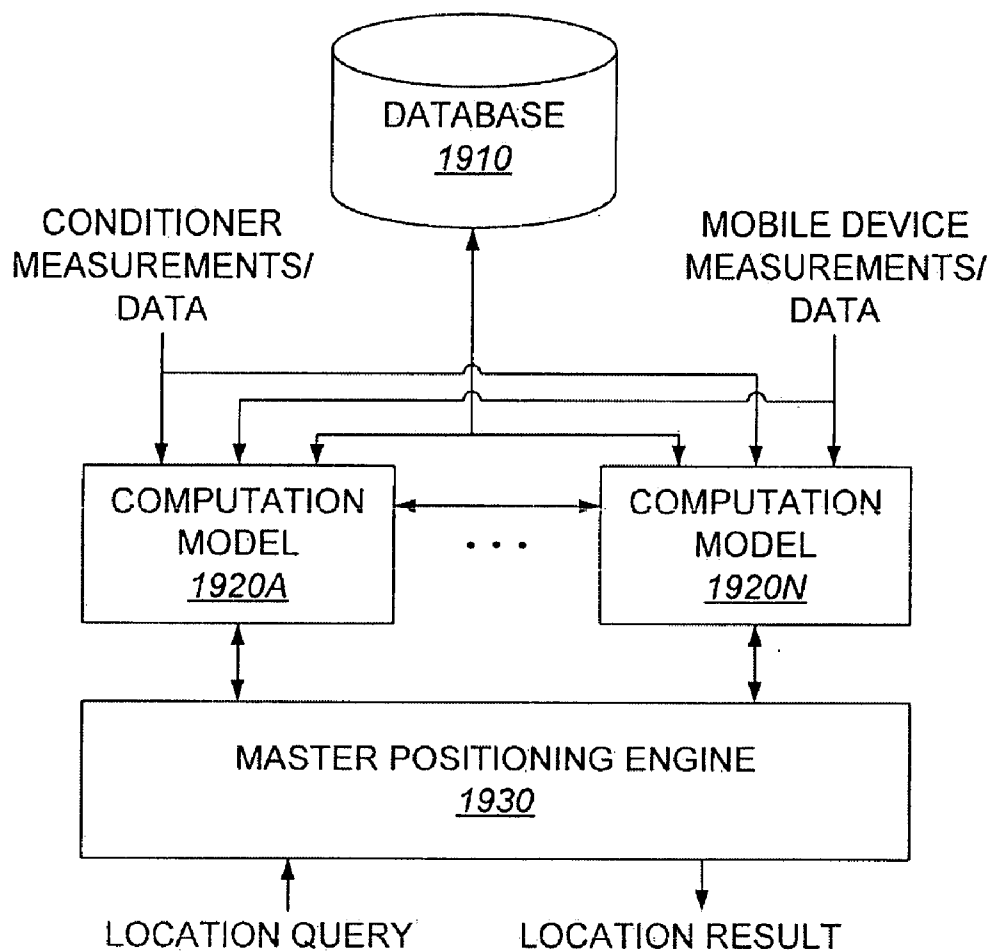 DATABASE
1910
CONDITIONER
MEASUREMENTS/
DATA
MOBILE DEVICE
MEASUREMENTS/
DATA
COMPUTATION
MODEL
1920A
. . .
COMPUTATION
MODEL
1920N
MASTER POSITIONING ENGINE
1930
LOCATION QUERY
LOCATION RESULT